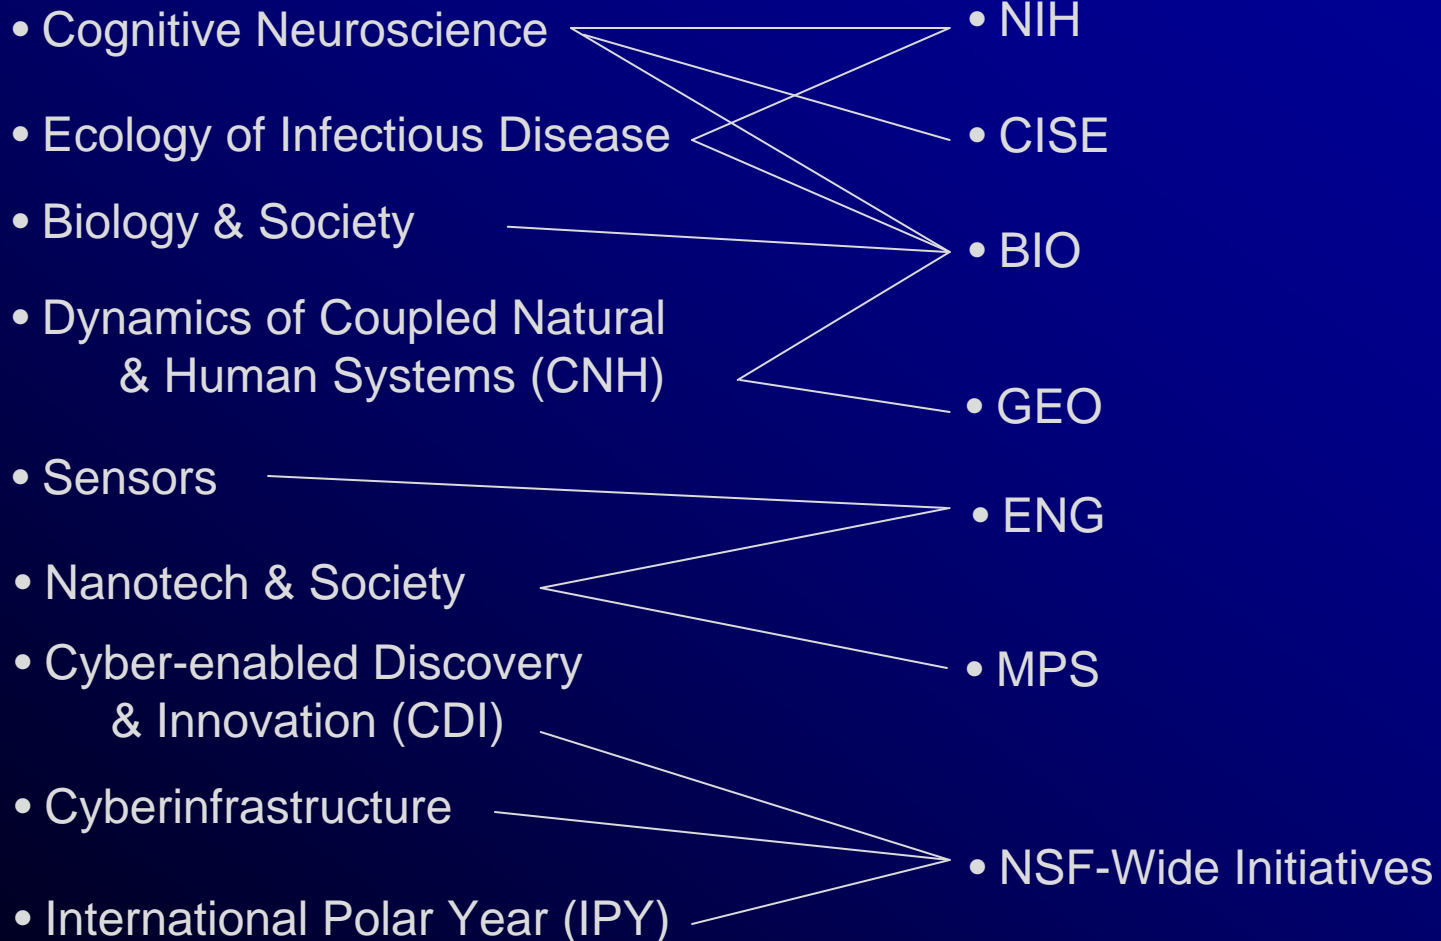 • Cognitive Neuroscience
• Ecology of Infectious Disease
• Biology & Society
• Dynamics of Coupled Natural
& Human Systems (CNH)
• Sensors
• Nanotech & Society
• Cyber-enabled Discovery
& Innovation (CDI)
• Cyberinfrastructure
• International Polar Year (IPY)
• NIH
• CISE
• BIO
• GEO
• ENG
• MPS
• NSF-Wide Initiatives